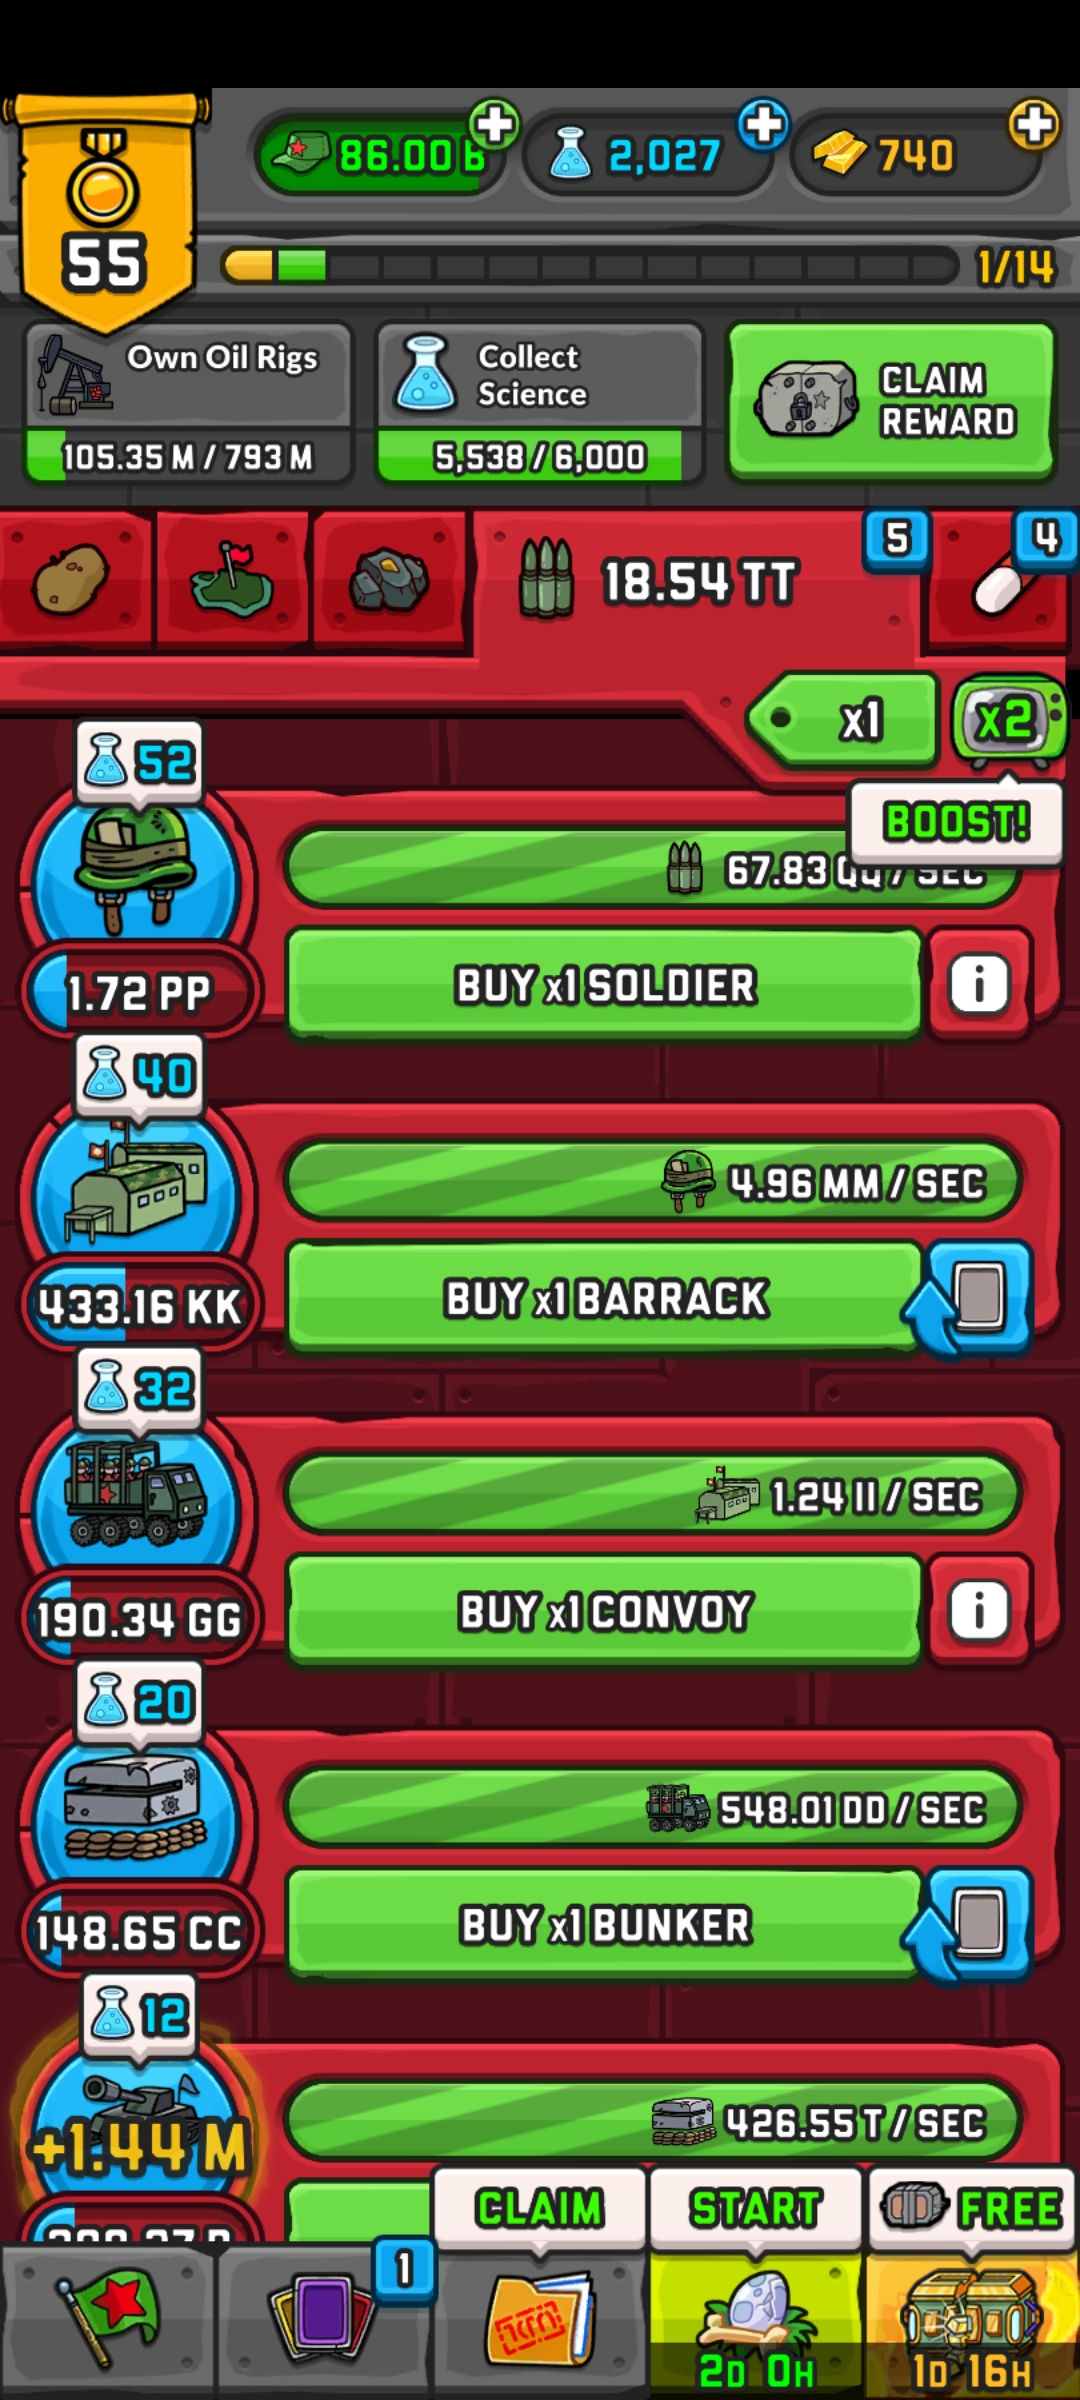 86.00 B
2,027
740
55
1/14
Own Oil Rigs
105.35 M / 793 M
Collect
Science
5,538 / 6,000
CLAIM
REWARD
18.54 TT
5
4
x1
x2
BOOST!
52
67.83 QQ / SEC
1.72 PP
BUY x1 SOLDIER
i
40
4.96 MM / SEC
433.16 KK
BUY x1 BARRACK
32
1.24 II / SEC
190.34 GG
BUY x1 CONVOY
i
20
548.01 DD / SEC
148.65 CC
BUY x1 BUNKER
12
+1.44 M
426.55 T / SEC
CLAIM
START
FREE
1
2D 0H
1D 16H